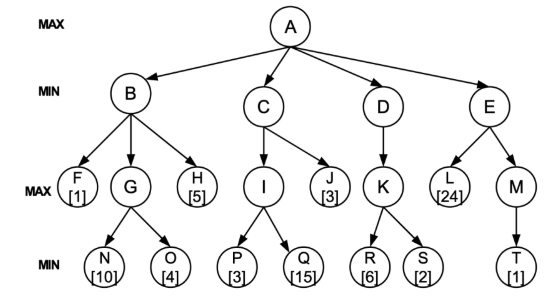 MAX
A
MIN
B
C
D
E
MAX
F
[1]
G
H
[5]
I
J
[3]
K
L
[24]
M
MIN
N
[10]
O
[4]
P
[3]
Q
[15]
R
[6]
S
[2]
T
[1]